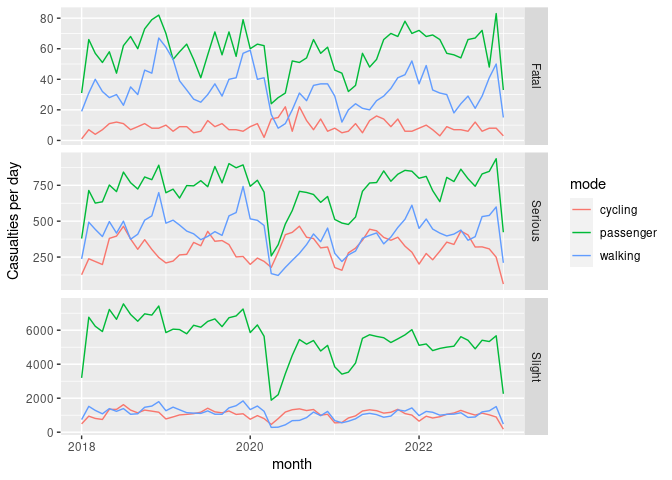 Casualties per day
80
60
40
20
0
Fatal
750
500
250
Serious
6000
4000
2000
0
Slight
2018
2020
2022
month
mode
cycling
passenger
walking